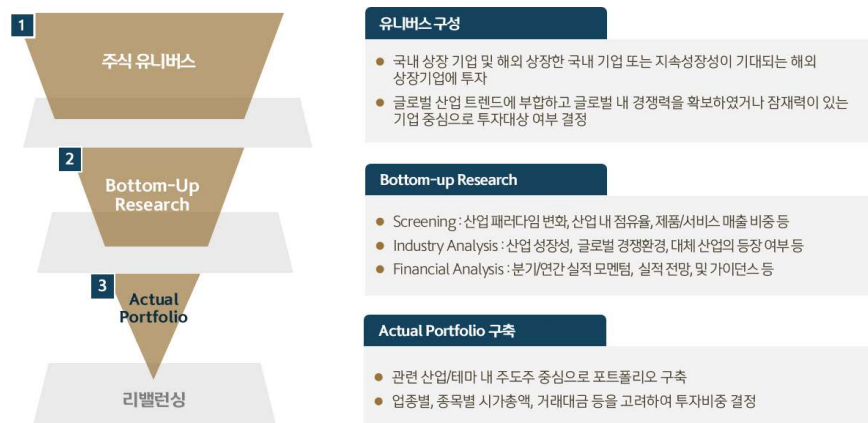 1
주식 유니버스
2
Bottom-Up
Research
3
Actual
Portfolio
리밸런싱
유니버스 구성
● 국내 상장 기업 및 해외 상장한 국내 기업 또는 지속성장성이 기대되는 해외
상장기업에 투자
● 글로벌 산업 트렌드에 부합하고 글로벌 내 경쟁력을 확보하였거나 잠재력이 있는
기업 중심으로 투자대상 여부 결정
Bottom-up Research
● Screening : 산업 패러다임 변화, 산업 내 점유율, 제품/서비스 매출 비중 등
● Industry Analysis : 산업 성장성, 글로벌 경쟁환경, 대체 산업의 등장 여부 등
● Financial Analysis : 분기/연간 실적 모멘텀, 실적 전망, 및 가이던스 등
Actual Portfolio 구축
● 관련 산업/테마 내 주도주 중심으로 포트폴리오 구축
● 업종별, 종목별 시가총액, 거래대금 등을 고려하여 투자비중 결정